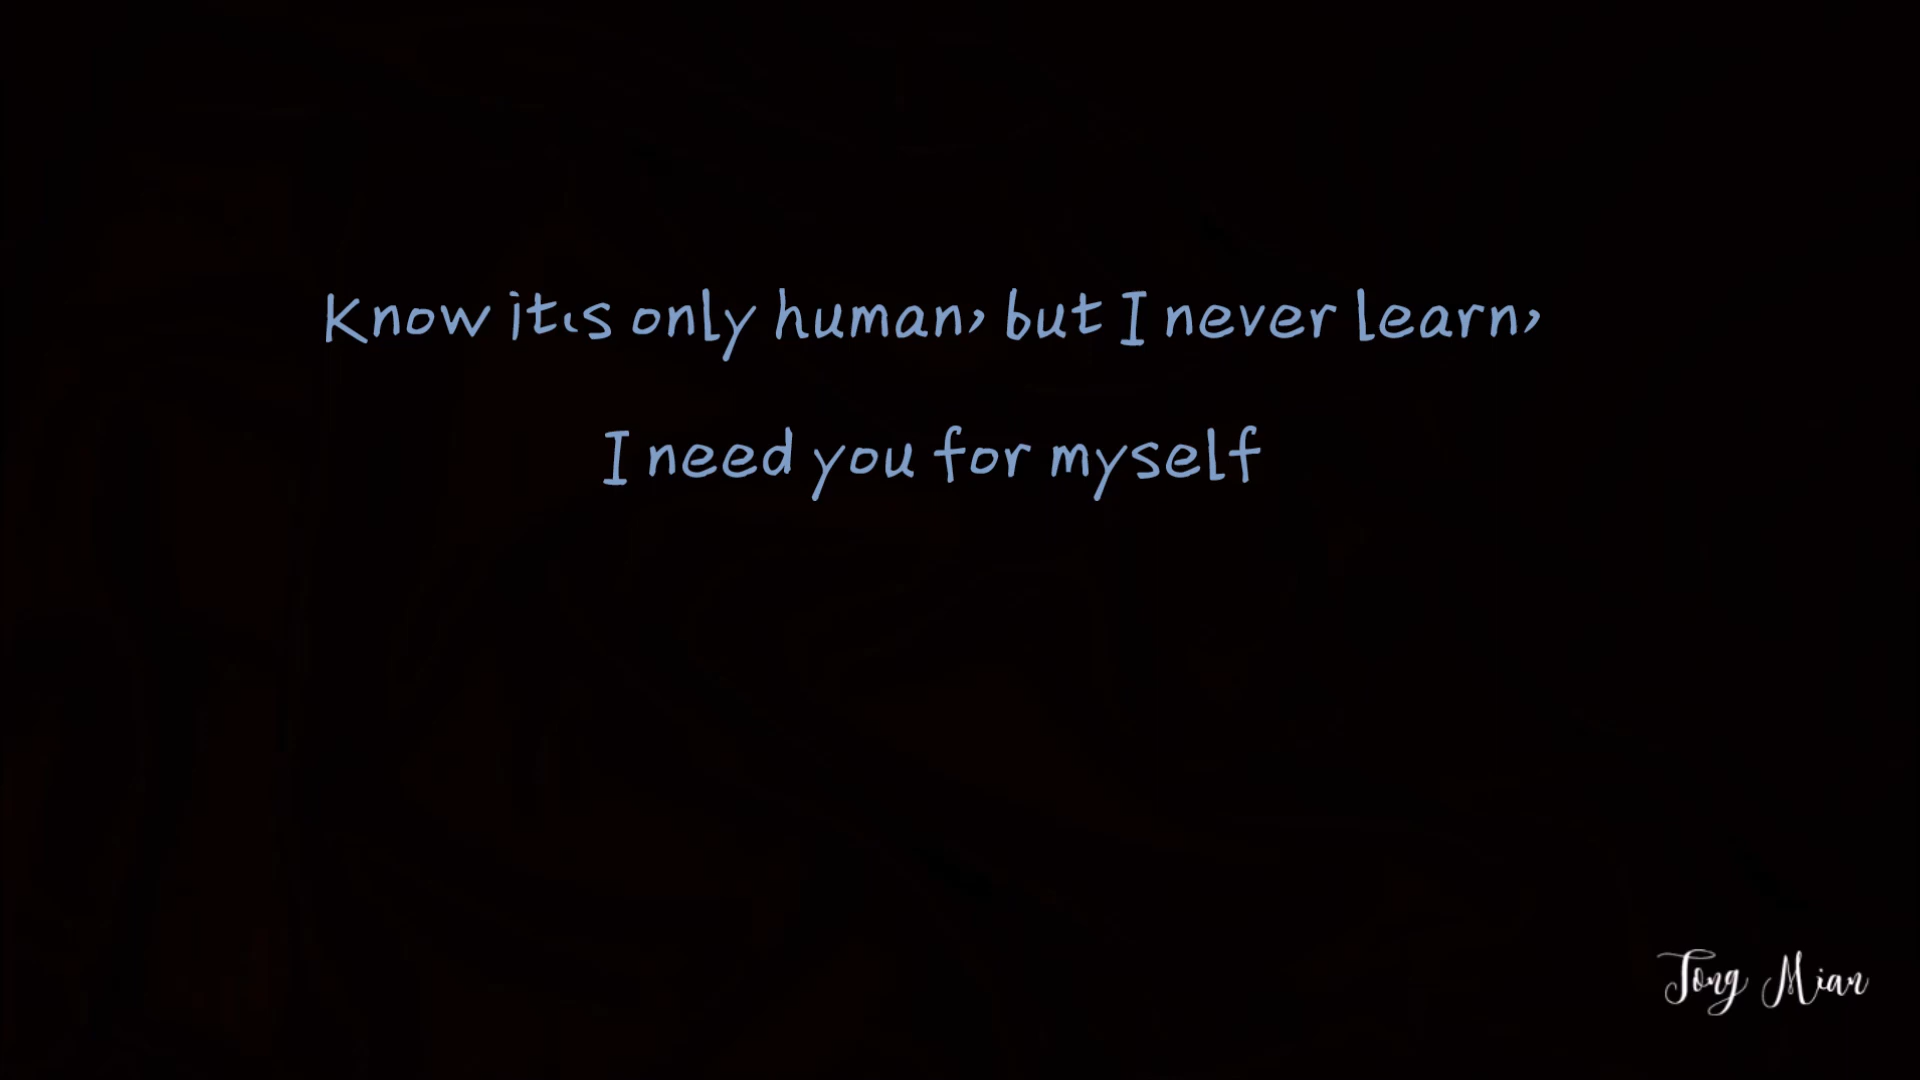 Know it's only human, but I never learn,
I need you for myself
Tong Mian